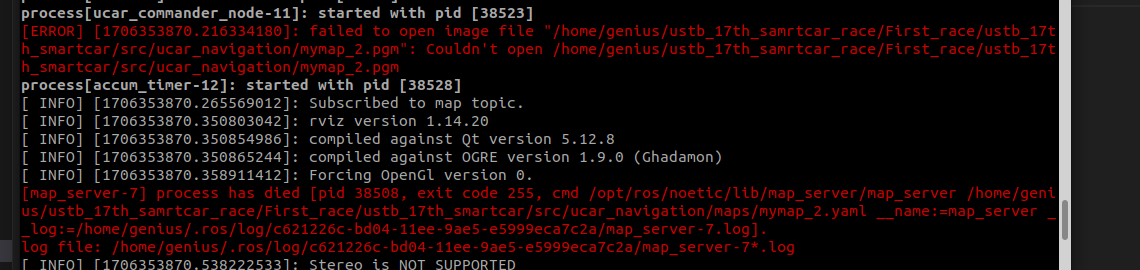 process[ucar_commander_node-11]: started with pid [38523]
[ERROR] [1706353870.216334180]: failed to open image file "/home/genius/ustb_17th_samrtcar_race/First_race/ustb_17t
h_smartcar/src/ucar_navigation/mymap_2.pgm": Couldn't open /home/genius/ustb_17th_samrtcar_race/First_race/ustb_17t
h_smartcar/src/ucar_navigation/mymap_2.pgm
process[accum_timer-12]: started with pid [38528]
[ INFO] [1706353870.265569012]: Subscribed to map topic.
[ INFO] [1706353870.350803042]: rviz version 1.14.20
[ INFO] [1706353870.350854986]: compiled against Qt version 5.12.8
[ INFO] [1706353870.350865244]: compiled against OGRE version 1.9.0 (Ghadamon)
[ INFO] [1706353870.358911412]: Forcing OpenGl version 0.
[map_server-7] process has died [pid 38508, exit code 255, cmd /opt/ros/noetic/lib/map_server/map_server /home/geni
us/ustb_17th_samrtcar_race/First_race/ustb_17th_smartcar/src/ucar_navigation/maps/mymap_2.yaml __name:=map_server _
_log:=/home/genius/.ros/log/c621226c-bd04-11ee-9ae5-e5999eca7c2a/map_server-7.log].
log file: /home/genius/.ros/log/c621226c-bd04-11ee-9ae5-e5999eca7c2a/map_server-7*.log
[ INFO] [1706353870.538222533]: Stereo is NOT SUPPORTED